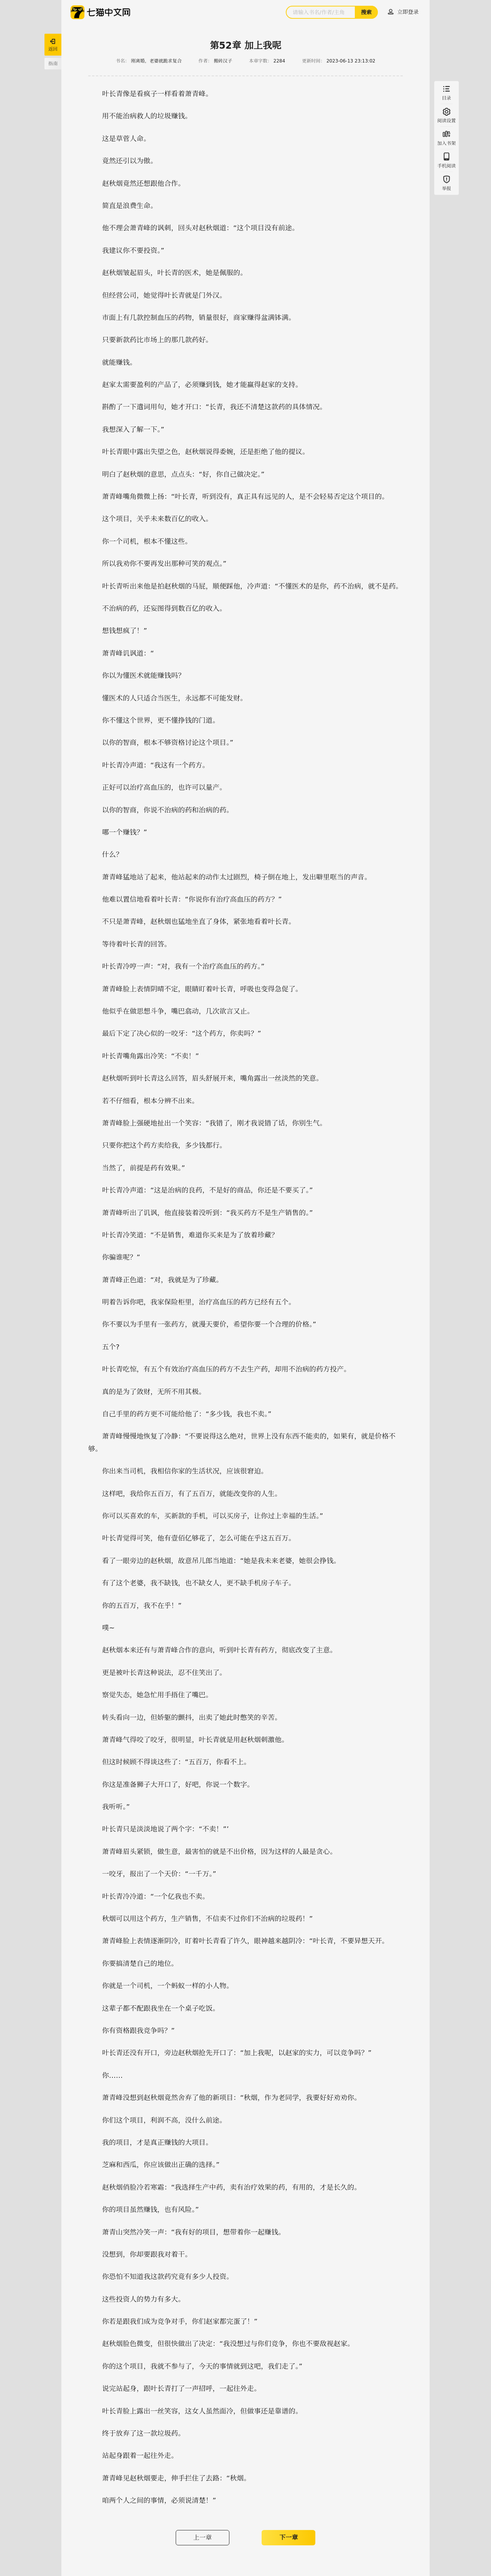 七猫中文网
请输入书名/作者/主角
搜索
立即登录
返回
指南
目录
阅读设置
加入书架
手机阅读
举报
第52章 加上我呢
书名： 闺滴婚，老婆就跑求复合 作者： 搬砖汉子 本章字数： 2284 更新时间： 2023-06-13 23:13:02
叶长青像是看疯子一样看着萧青峰。
用不能治病救人的垃圾赚钱。
这是草菅人命。
竟然还引以为傲。
赵秋烟竟然还想跟他合作。
简直是浪费生命。
他不理会萧青峰的讽刺，回头对赵秋烟道：“这个项目没有前途。
我建议你不要投资。”
赵秋烟皱起眉头，叶长青的医术，她是佩服的。
但经营公司，她觉得叶长青就是门外汉。
市面上有几款控制血压的药物，销量很好，商家赚得盆满钵满。
只要新款药比市场上的那几款药好。
就能赚钱。
赵家太需要盈利的产品了，必须赚到钱，她才能赢得赵家的支持。
斟酌了一下遣词用句，她才开口：“长青，我还不清楚这款药的具体情况。
我想深入了解一下。”
叶长青眼中露出失望之色，赵秋烟说得委婉，还是拒绝了他的提议。
明白了赵秋烟的意思，点点头：“好，你自己做决定。”
萧青峰嘴角微微上扬：“叶长青，听到没有，真正具有远见的人，是不会轻易否定这个项目的。
这个项目，关乎未来数百亿的收入。
你一个司机，根本不懂这些。
所以我劝你不要再发出那种可笑的观点。”
叶长青听出来他是拍赵秋烟的马屁，顺便踩他，冷声道：“不懂医术的是你，药不治病，就不是药。
不治病的药，还妄图得到数百亿的收入。
想钱想疯了！”
萧青峰讥讽道：“
你以为懂医术就能赚钱吗？
懂医术的人只适合当医生，永远都不可能发财。
你不懂这个世界，更不懂挣钱的门道。
以你的智商，根本不够资格讨论这个项目。”
叶长青冷声道：“我这有一个药方。
正好可以治疗高血压的，也许可以量产。
以你的智商，你说不治病的药和治病的药。
哪一个赚钱？”
什么？
萧青峰猛地站了起来，他站起来的动作太过剧烈，椅子倒在地上，发出噼里哐当的声音。
他难以置信地看着叶长青：“你说你有治疗高血压的药方？”
不只是萧青峰，赵秋烟也猛地坐直了身体，紧张地看着叶长青。
等待着叶长青的回答。
叶长青冷哼一声：“对，我有一个治疗高血压的药方。”
萧青峰脸上表情阴晴不定，眼睛盯着叶长青，呼吸也变得急促了。
他似乎在做思想斗争，嘴巴翕动，几次欲言又止。
最后下定了决心似的一咬牙：“这个药方，你卖吗？”
叶长青嘴角露出冷笑：“不卖！”
赵秋烟听到叶长青这么回答，眉头舒展开来，嘴角露出一丝淡然的笑意。
若不仔细看，根本分辨不出来。
萧青峰脸上强硬地扯出一个笑容：“我错了，刚才我说错了话，你别生气。
只要你把这个药方卖给我，多少钱都行。
当然了，前提是药有效果。”
叶长青冷声道：“这是治病的良药，不是好的商品，你还是不要买了。”
萧青峰听出了讥讽，他直接装着没听到：“我买药方不是生产销售的。”
叶长青冷笑道：“不是销售，难道你买来是为了放着珍藏？
你骗谁呢？”
萧青峰正色道：“对，我就是为了珍藏。
明着告诉你吧，我家保险柜里，治疗高血压的药方已经有五个。
你不要以为手里有一张药方，就漫天要价，希望你要一个合理的价格。”
五个？
叶长青吃惊，有五个有效治疗高血压的药方不去生产药，却用不治病的药方投产。
真的是为了敛财，无所不用其极。
自己手里的药方更不可能给他了：“多少钱，我也不卖。”
萧青峰慢慢地恢复了冷静：“不要说得这么绝对，世界上没有东西不能卖的，如果有，就是价格不
够。
你出来当司机，我相信你家的生活状况，应该很窘迫。
这样吧，我给你五百万，有了五百万，就能改变你的人生。
你可以买喜欢的车，买新款的手机，可以买房子，让你过上幸福的生活。”
叶长青觉得可笑，他有壹佰亿够花了，怎么可能在乎这五百万。
看了一眼旁边的赵秋烟，故意吊儿郎当地道：“她是我未来老婆，她很会挣钱。
有了这个老婆，我不缺钱，也不缺女人，更不缺手机房子车子。
你的五百万，我不在乎！”
噗~
赵秋烟本来还有与萧青峰合作的意向，听到叶长青有药方，彻底改变了主意。
更是被叶长青这种说法，忍不住笑出了。
察觉失态，她急忙用手捂住了嘴巴。
转头看向一边，但娇躯的颤抖，出卖了她此时憋笑的辛苦。
萧青峰气得咬了咬牙，很明显，叶长青就是用赵秋烟刺激他。
但这时候顾不得谈这些了：“五百万，你看不上。
你这是准备狮子大开口了，好吧，你说一个数字。
我听听。”
叶长青只是淡淡地说了两个字：“不卖！”’
萧青峰眉头紧锁，做生意，最害怕的就是不出价格，因为这样的人最是贪心。
一咬牙，报出了一个天价：“一千万。”
叶长青冷冷道：“一个亿我也不卖。
秋烟可以用这个药方，生产销售，不信卖不过你们不治病的垃圾药！”
萧青峰脸上表情逐渐阴冷，盯着叶长青看了许久，眼神越来越阴冷：“叶长青，不要异想天开。
你要搞清楚自己的地位。
你就是一个司机，一个蚂蚁一样的小人物。
这辈子都不配跟我坐在一个桌子吃饭。
你有资格跟我竞争吗？”
叶长青还没有开口，旁边赵秋烟抢先开口了：“加上我呢，以赵家的实力，可以竞争吗？”
你……
萧青峰没想到赵秋烟竟然舍弃了他的新项目：“秋烟，作为老同学，我要好好劝劝你。
你们这个项目，利润不高，没什么前途。
我的项目，才是真正赚钱的大项目。
芝麻和西瓜，你应该做出正确的选择。”
赵秋烟俏脸冷若寒霜：“我选择生产中药，卖有治疗效果的药，有用的，才是长久的。
你的项目虽然赚钱，也有风险。”
萧青山突然冷笑一声：“我有好的项目，想带着你一起赚钱。
没想到，你却要跟我对着干。
你恐怕不知道我这款药究竟有多少人投资。
这些投资人的势力有多大。
你若是跟我们成为竞争对手，你们赵家都完蛋了！”
赵秋烟脸色微变，但很快做出了决定：“我没想过与你们竞争，你也不要敌视赵家。
你的这个项目，我就不参与了，今天的事情就到这吧，我们走了。”
说完站起身，跟叶长青打了一声招呼，一起往外走。
叶长青脸上露出一丝笑容，这女人虽然面冷，但做事还是靠谱的。
终于放弃了这一款垃圾药。
站起身跟着一起往外走。
萧青峰见赵秋烟要走，伸手拦住了去路：“秋烟。
咱两个人之间的事情，必须说清楚！”
上一章
下一章